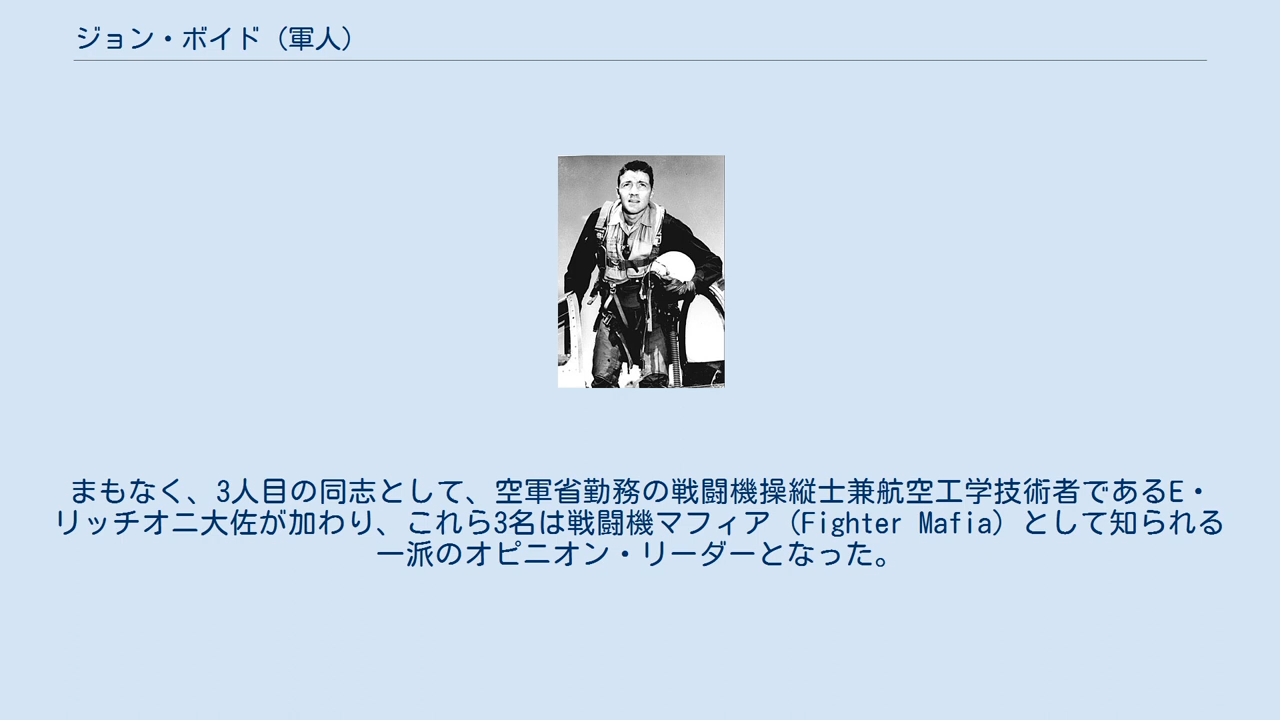 ジョン・ボイド（軍人）
まもなく、3人目の同志として、空軍省勤務の戦闘機操縦士兼航空工学技術者であるE・
リッチオニ大佐が加わり、これら3名は戦闘機マフィア（Fighter Mafia）として知られる
一派のオピニオン・リーダーとなった。